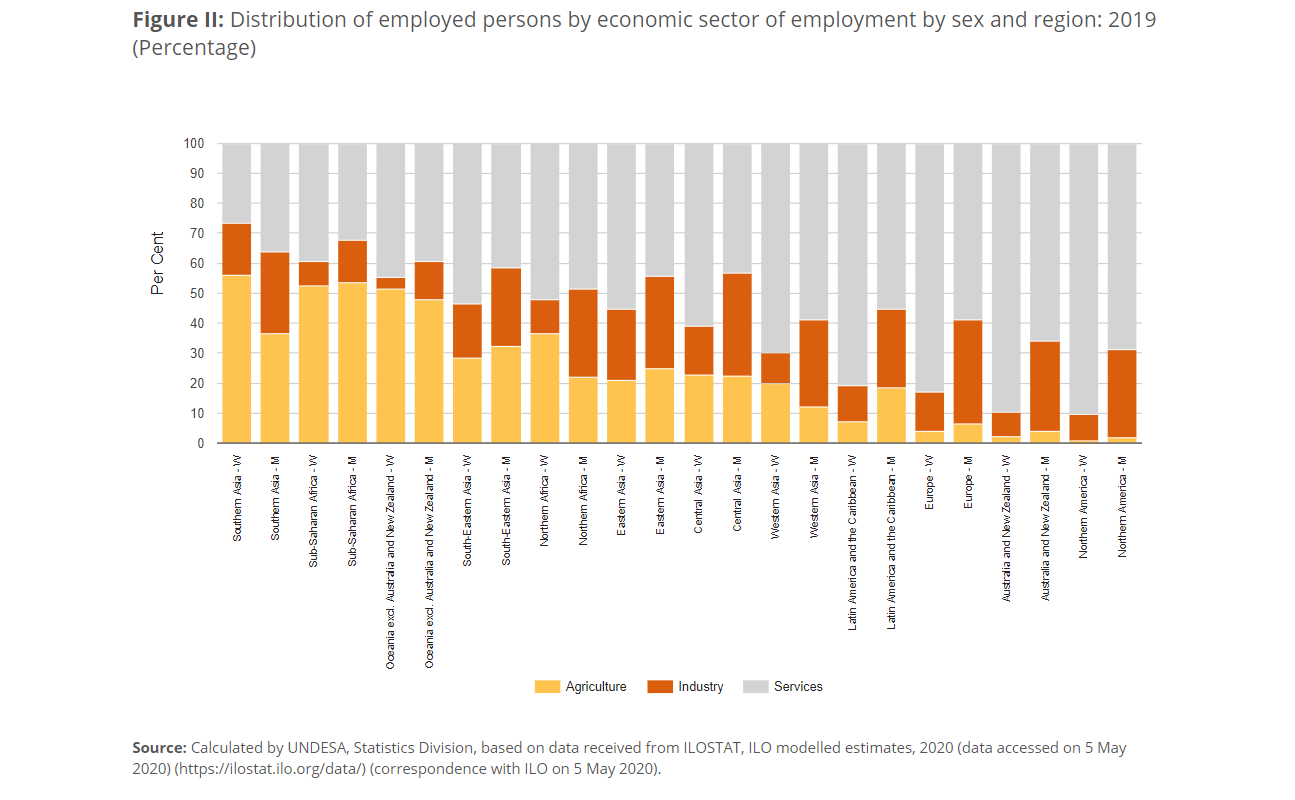 Figure II: Distribution of employed persons by economic sector of employment by sex and region: 2019
(Percentage)
Per Cent
100
90
80
70
60
50
40
30
20
10
0
Southern Asia - W
Southern Asia - M
Sub-Saharan Africa - W
Sub-Saharan Africa - M
Oceania excl. Australia and New Zealand - W
Oceania excl. Australia and New Zealand - M
South-Eastern Asia - W
South-Eastern Asia - M
Northern Africa - W
Northern Africa - M
Eastern Asia - W
Eastern Asia - M
Central Asia - W
Central Asia - M
Western Asia - W
Western Asia - M
Latin America and the Caribbean - W
Latin America and the Caribbean - M
Europe - W
Europe - M
Australia and New Zealand - W
Australia and New Zealand - M
Northern America - W
Northern America - M
Agriculture
Industry
Services
Source: Calculated by UNDESA, Statistics Division, based on data received from ILOSTAT, ILO modelled estimates, 2020 (data accessed on 5 May
2020) (https://ilostat.ilo.org/data/) (correspondence with ILO on 5 May 2020).